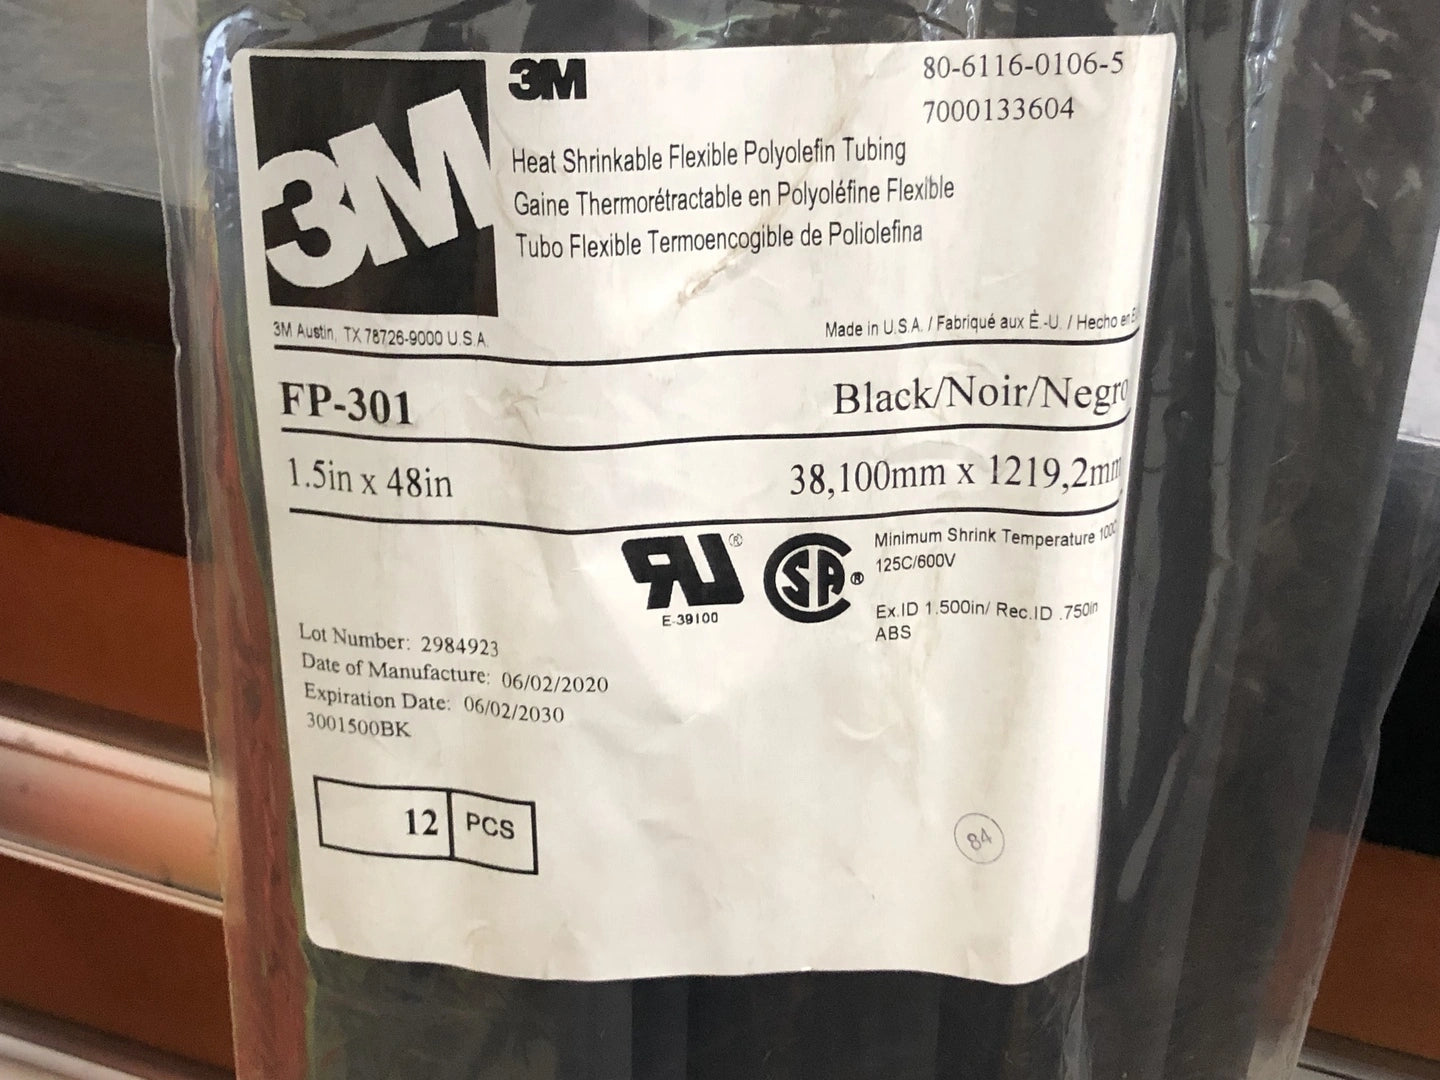 3M
3M
80-6116-0106-5
7000133604
Heat Shrinkable Flexible Polyolefin Tubing
Gaine Thermorétractable en Polyoléfine Flexible
Tubo Flexible Termoencogible de Poliolefina
3M Austin, TX 78726-9000 U.S.A.
Made in U.S.A. / Fabriqué aux É.-U. / Hecho en
FP-301
Black/Noir/Negro
1.5in x 48in
38,100mm x 1219,2mm
RU®
E-39100
SA®
Minimum Shrink Temperature
125C/600V
Ex.ID 1.500in/ Rec.ID .750in
ABS
Lot Number: 2984923
Date of Manufacture: 06/02/2020
Expiration Date: 06/02/2030
3001500BK
12 PCS
84